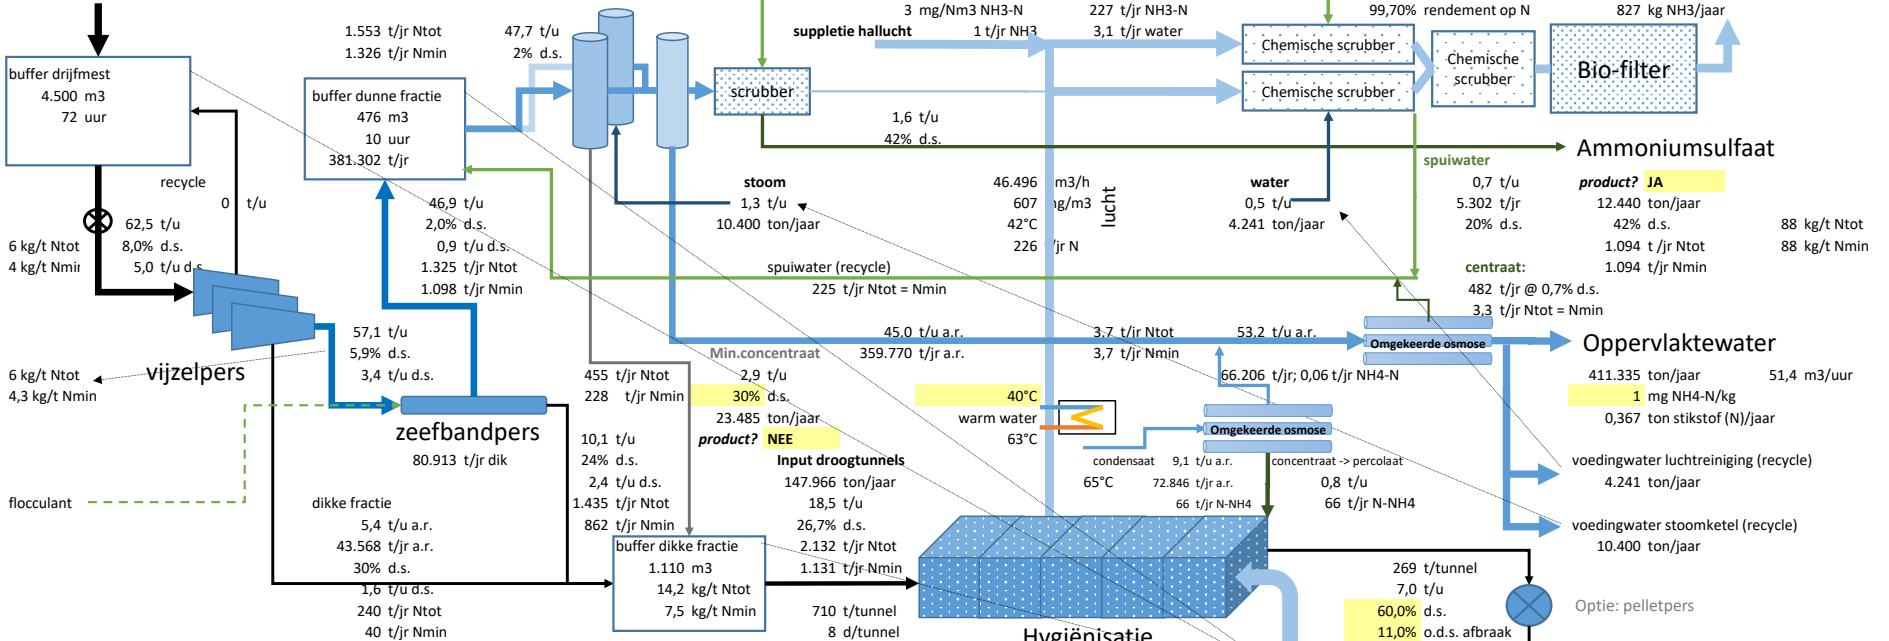 1.553 t/jr Ntot
1.326 t/jr Nmin
47,7 t/u
2% d.s.
3 mg/Nm3 NH3-N
227 t/jr NH3-N
suppletie hallucht
1 t/jr NH3
3,1 t/jr water
99,70% rendement op N
827 kg NH3/jaar
Chemische scrubber
Chemische scrubber
Chemische scrubber
Bio-filter
buffer drijfmest
4.500 m3
72 uur
buffer dunne fractie
476 m3
10 uur
381.302 t/jr
scrubber
1,6 t/u
42% d.s.
Ammoniumsulfaat
spuiwater
0,7 t/u
5.302 t/jr
20% d.s.
product? JA
12.440 ton/jaar
42% d.s.
1.094 t /jr Ntot
1.094 t/jr Nmin
88 kg/t Ntot
88 kg/t Nmin
recycle
0 t/u
62,5 t/u
8,0% d.s.
5,0 t/u d.s.
6 kg/t Ntot
4 kg/t Nmin
46,9 t/u
2,0% d.s.
0,9 t/u d.s.
1.325 t/jr Ntot
1.098 t/jr Nmin
stoom
1,3 t/u
10.400 ton/jaar
46.496 m3/h
607 mg/m3
42°C
226 t/jr N
lucht
water
0,5 t/u
4.241 ton/jaar
spuiwater (recycle)
225 t/jr Ntot = Nmin
centraat:
482 t/jr @ 0,7% d.s.
3,3 t/jr Ntot = Nmin
57,1 t/u
5,9% d.s.
3,4 t/u d.s.
vijzelpers
6 kg/t Ntot
4,3 kg/t Nmin
45,0 t/u a.r.
359.770 t/jr a.r.
3,7 t/jr Ntot
3,7 t/jr Nmin
53,2 t/u a.r.
Omgekeerde osmose
Oppervlaktewater
411.335 ton/jaar
51,4 m3/uur
1 mg NH4-N/kg
0,367 ton stikstof (N)/jaar
66.206 t/jr; 0,06 t/jr NH4-N
Min.concentraat
2,9 t/u
30% d.s.
23.485 ton/jaar
product? NEE
455 t/jr Ntot
228 t/jr Nmin
40°C
warm water
63°C
Omgekeerde osmose
zeefbandpers
80.913 t/jr dik
10,1 t/u
24% d.s.
2,4 t/u d.s.
1.435 t/jr Ntot
862 t/jr Nmin
Input droogtunnels
147.966 ton/jaar
18,5 t/u
26,7% d.s.
2.132 t/jr Ntot
1.131 t/jr Nmin
condensaat 9,1 t/u a.r.
65°C 72.846 t/jr a.r.
66 t/jr N-NH4
concentraat -> percolaat
0,8 t/u
66 t/jr N-NH4
voedingwater luchtreiniging (recycle)
4.241 ton/jaar
voedingwater stoomketel (recycle)
10.400 ton/jaar
flocculant
dikke fractie
5,4 t/u a.r.
43.568 t/jr a.r.
30% d.s.
1,6 t/u d.s.
240 t/jr Ntot
40 t/jr Nmin
buffer dikke fractie
1.110 m3
14,2 kg/t Ntot
7,5 kg/t Nmin
710 t/tunnel
8 d/tunnel
Hygiënisatie
269 t/tunnel
7,0 t/u
60,0% d.s.
11,0% o.d.s. afbraak
Optie: pelletpers